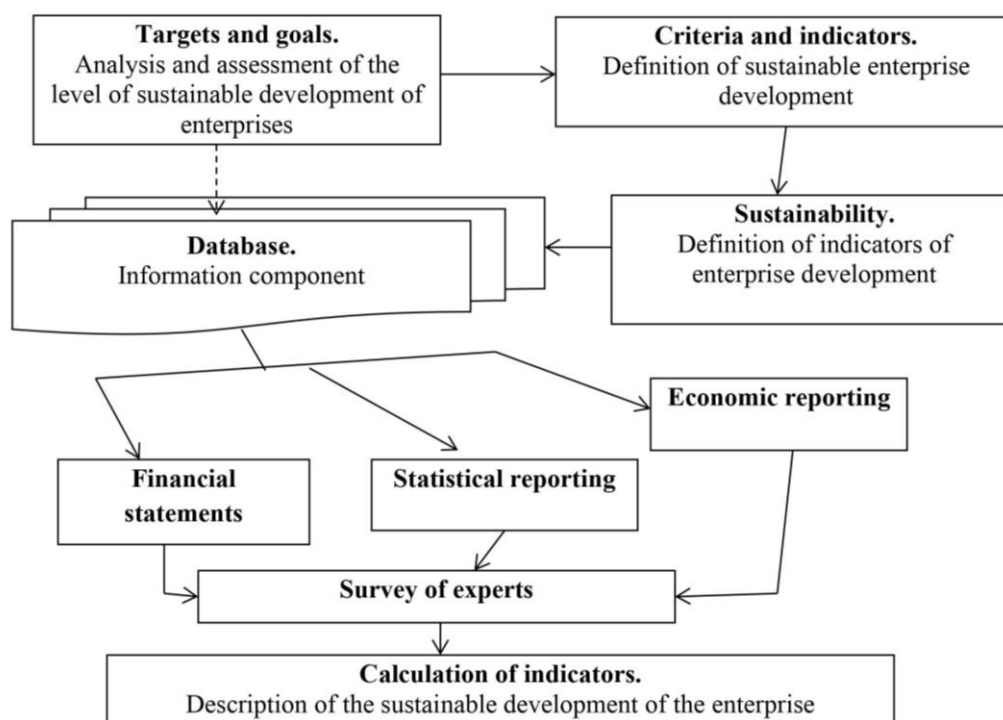 Targets and goals.
Analysis and assessment of the
level of sustainable development of
enterprises
Criteria and indicators.
Definition of sustainable enterprise
development
Sustainability.
Definition of indicators of
enterprise development
Database.
Information component
Economic reporting
Financial
statements
Statistical reporting
Survey of experts
Calculation of indicators.
Description of the sustainable development of the enterprise